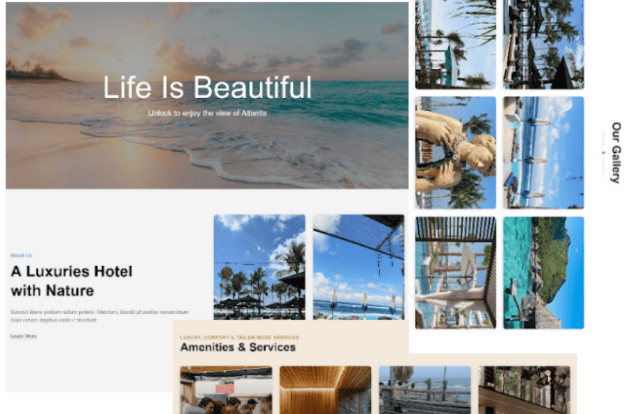 Life Is Beautiful
Unlock to enjoy the view of Atlantis
About Us
A Luxuries Hotel
with Nature
Learn More
LUXURY, COMFORT & TAILOR-MADE SERVICES
Amenities & Services
Our Gallery